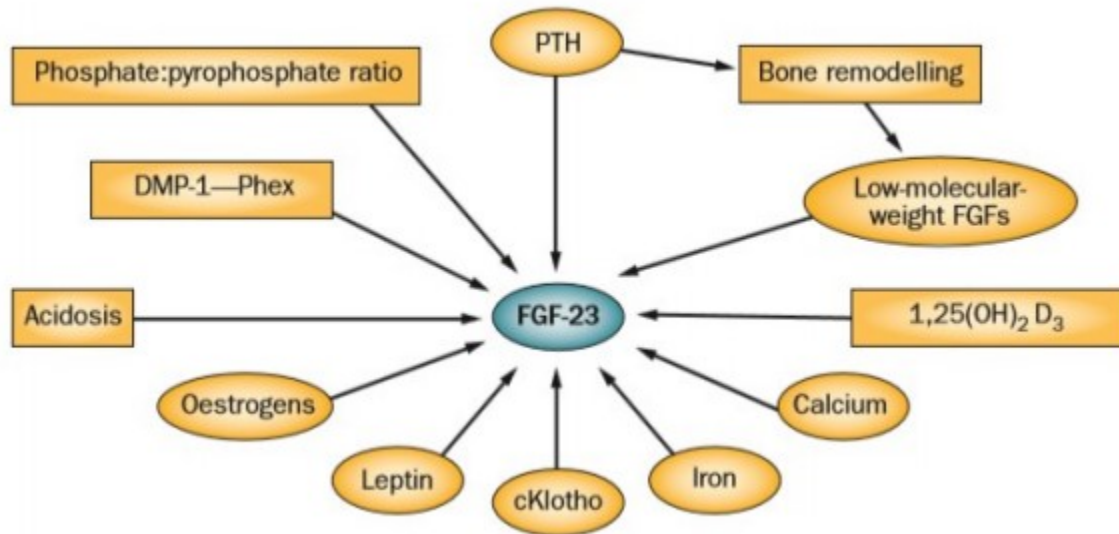 PTH
Phosphate:pyrophosphate ratio
Bone remodelling
DMP-1—Phex
Low-molecular-
weight FGFs
Acidosis
FGF-23
1,25(OH)₂ D₃
Oestrogens
Calcium
Leptin
cKlotho
Iron